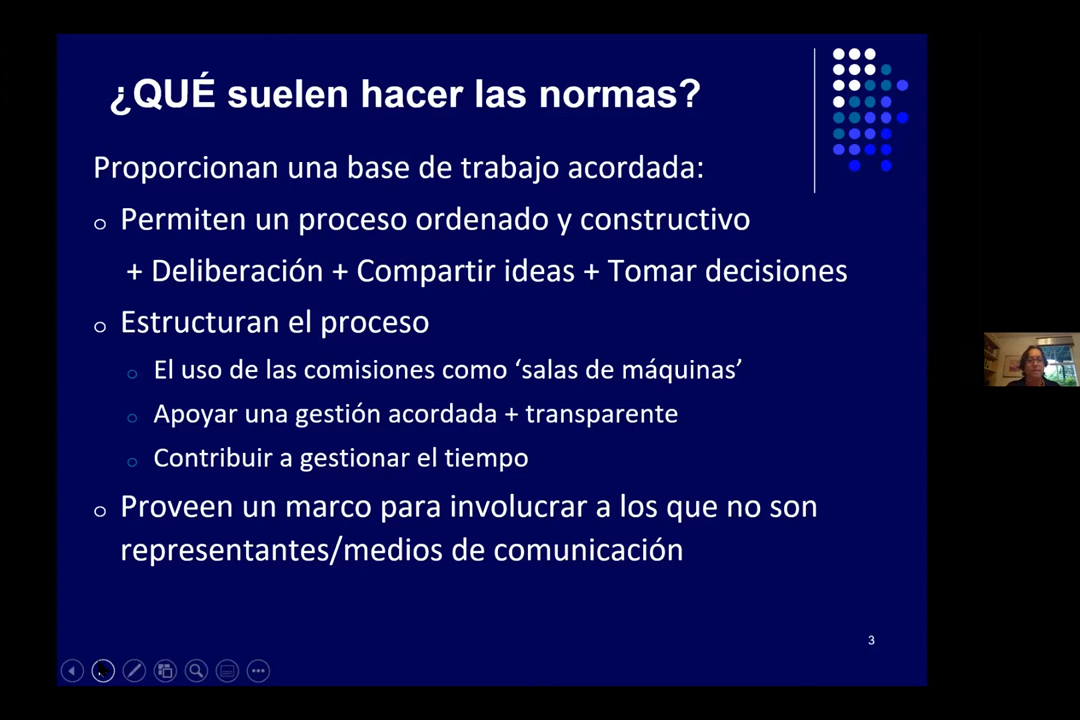 ¿QUÉ suelen hacer las normas?
Proporcionan una base de trabajo acordada:
o Permiten un proceso ordenado y constructivo
+ Deliberación + Compartir ideas + Tomar decisiones
o Estructuran el proceso
o El uso de las comisiones como ‘salas de máquinas’
o Apoyar una gestión acordada + transparente
o Contribuir a gestionar el tiempo
o Proveen un marco para involucrar a los que no son
representantes/medios de comunicación
3